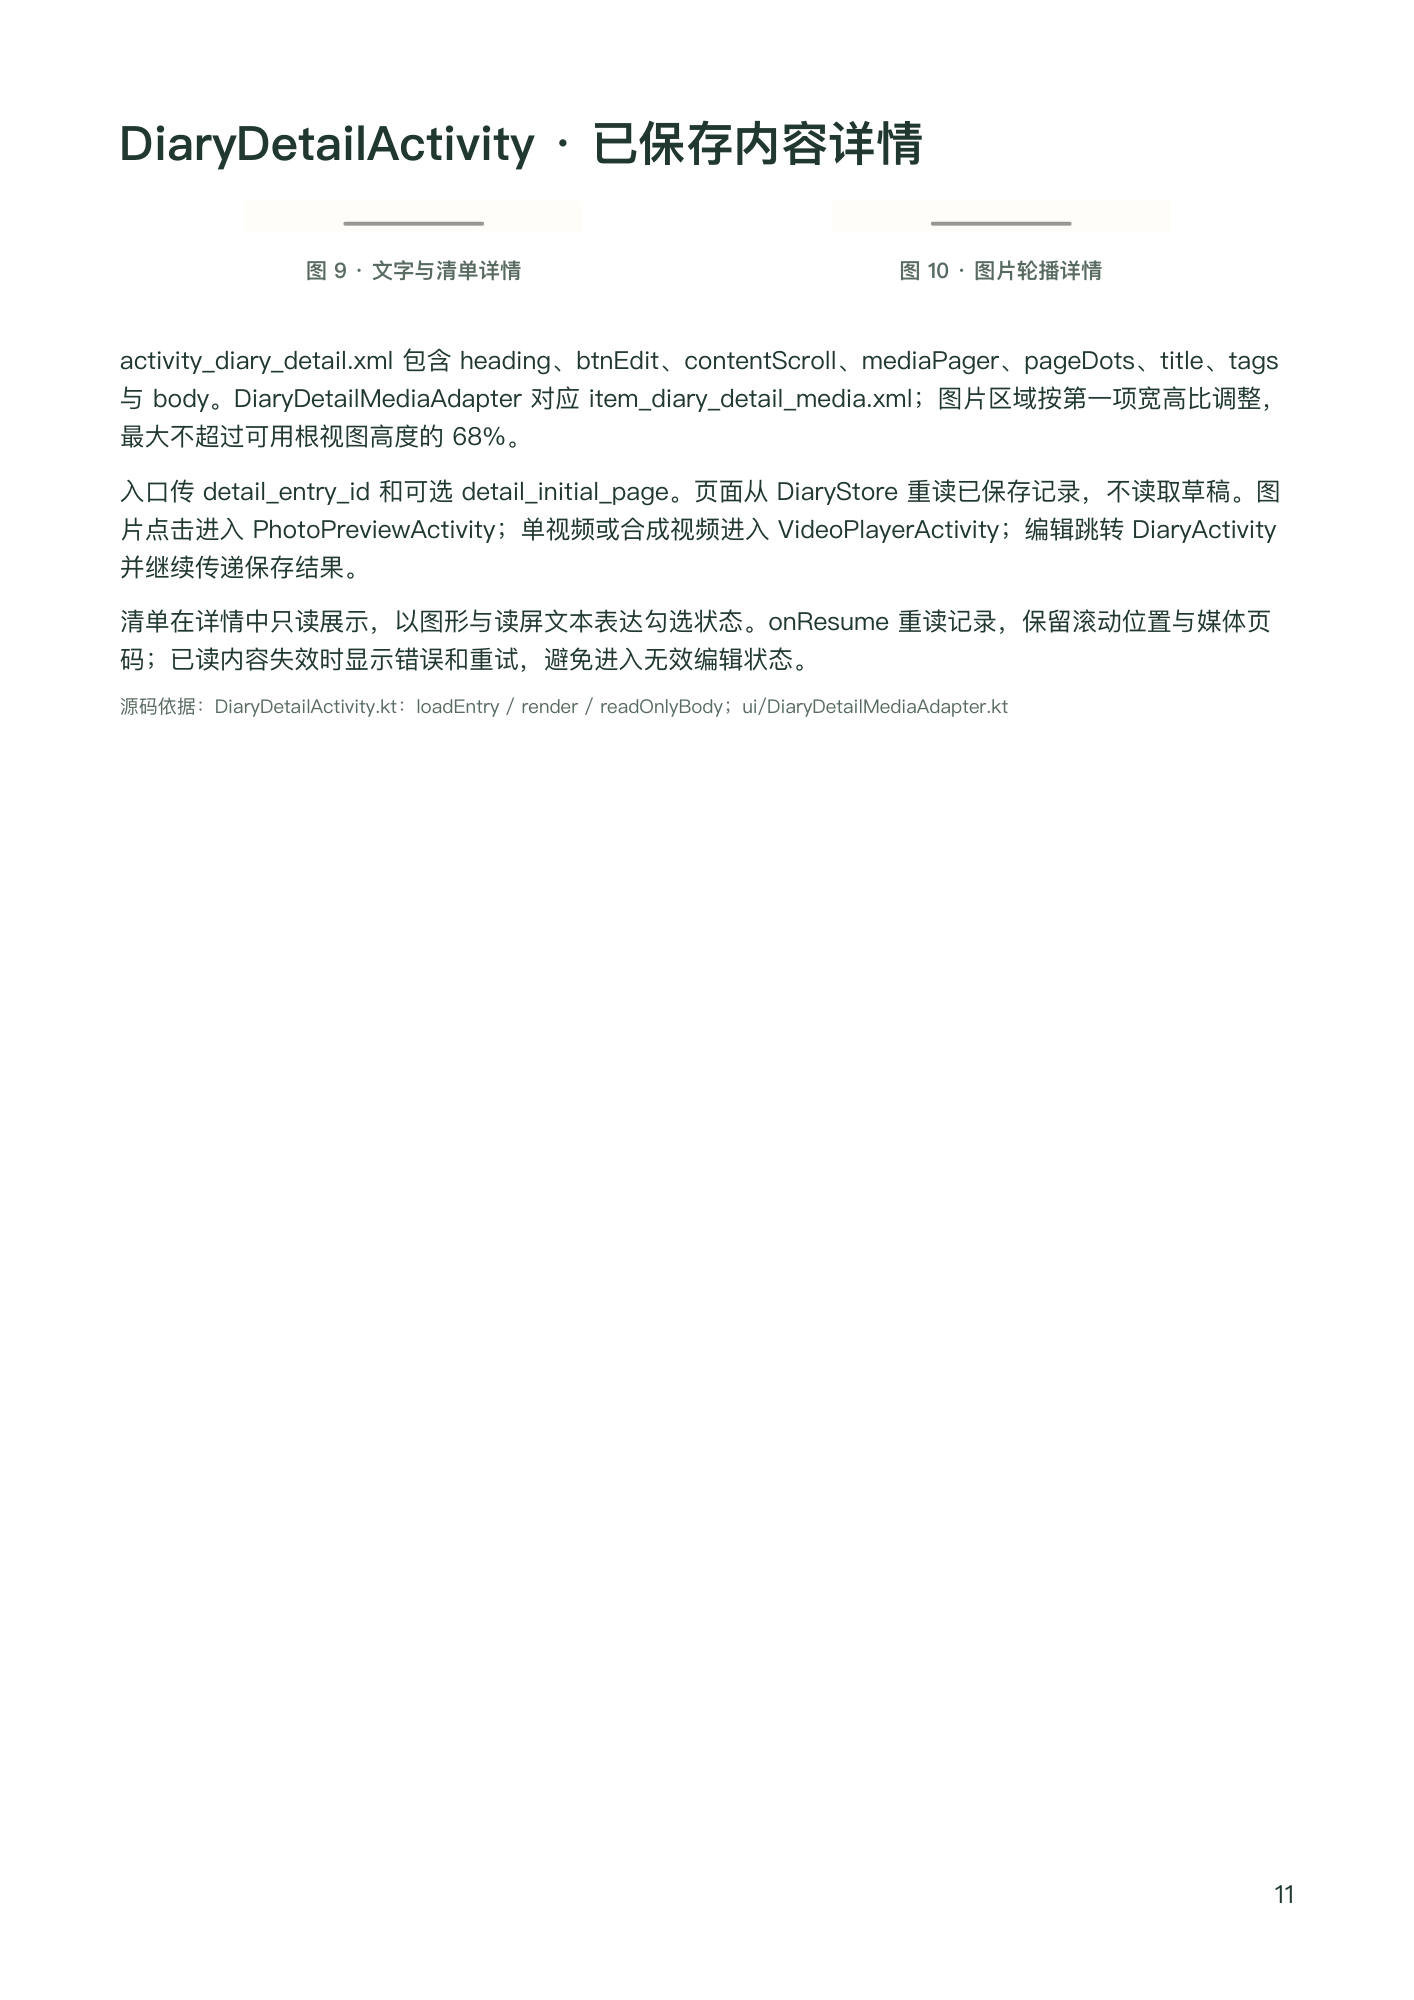 DiaryDetailActivity · 已保存内容详情
图 9 · 文字与清单详情
图 10 · 图片轮播详情
activity_diary_detail.xml 包含 heading、btnEdit、contentScroll、mediaPager、pageDots、title、tags
与 body。DiaryDetailMediaAdapter 对应 item_diary_detail_media.xml；图片区域按第一项宽高比调整，
最大不超过可用根视图高度的 68%。
入口传 detail_entry_id 和可选 detail_initial_page。页面从 DiaryStore 重读已保存记录，不读取草稿。图
片点击进入 PhotoPreviewActivity；单视频或合成视频进入 VideoPlayerActivity；编辑跳转 DiaryActivity
并继续传递保存结果。
清单在详情中只读展示，以图形与读屏文本表达勾选状态。onResume 重读记录，保留滚动位置与媒体页
码；已读内容失效时显示错误和重试，避免进入无效编辑状态。
源码依据：DiaryDetailActivity.kt：loadEntry / render / readOnlyBody；ui/DiaryDetailMediaAdapter.kt
11